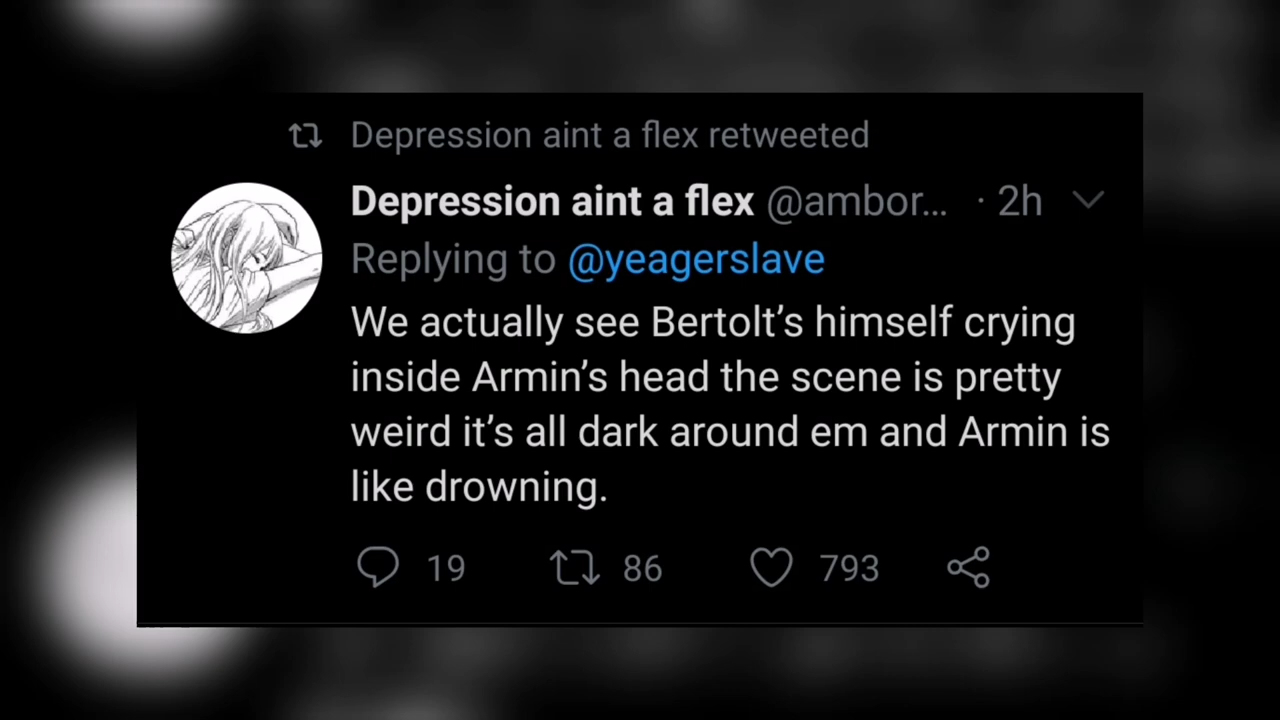 Depression aint a flex retweeted
Depression aint a flex @ambor... · 2h
Replying to @yeagerslave
We actually see Bertolt’s himself crying
inside Armin’s head the scene is pretty
weird it’s all dark around em and Armin is
like drowning.
19 86 793